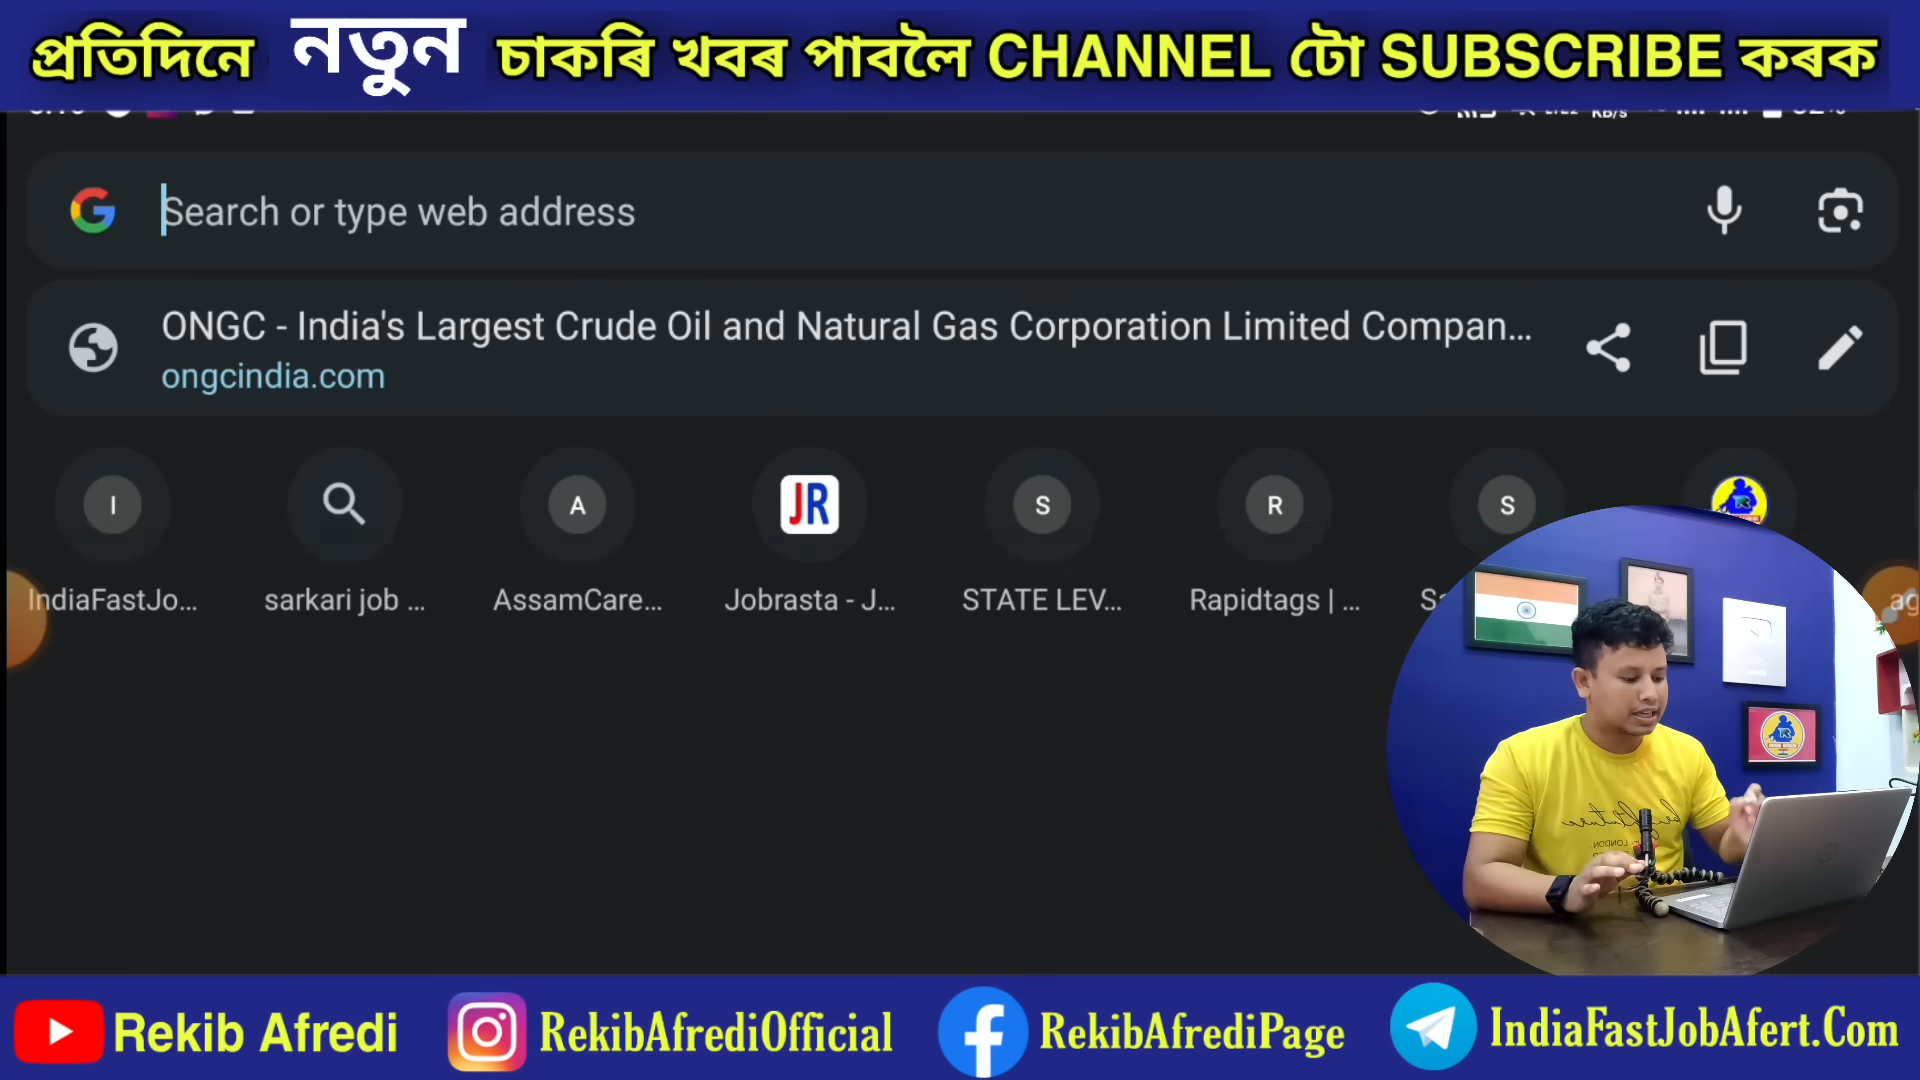 প্ৰতিদিনে নতুন চাকৰি খবৰ পাবলৈ CHANNEL টো SUBSCRIBE কৰক
Search or type web address
ONGC - India's Largest Crude Oil and Natural Gas Corporation Limited Compan...
ongcindia.com
I
A
JR
S
R
S
IndiaFastJo...
sarkari job ...
AssamCare...
Jobrasta - J...
STATE LEV...
Rapidtags | ...
Rekib Afredi
RekibAfrediOfficial
RekibAfrediPage
IndiaFastJobAfert.Com